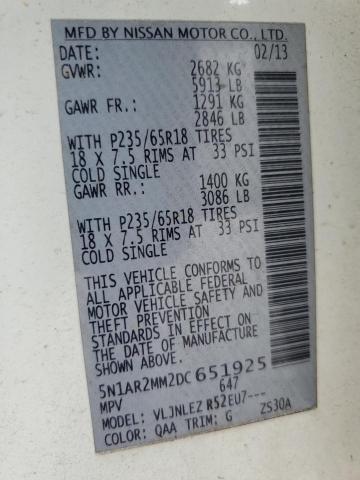 MFD BY NISSAN MOTOR CO., LTD.
DATE: 02/13
GVWR: 2682 KG
5913 LB
GAWR FR.: 1291 KG
2846 LB
WITH P235/65R18 TIRES
18 X 7.5 RIMS AT 33 PSI
COLD SINGLE
GAWR RR.: 1400 KG
3086 LB
WITH P235/65R18 TIRES
18 X 7.5 RIMS AT 33 PSI
COLD SINGLE
THIS VEHICLE CONFORMS TO
ALL APPLICABLE FEDERAL
MOTOR VEHICLE SAFETY AND
THEFT PREVENTION
STANDARDS IN EFFECT ON
THE DATE OF MANUFACTURE
SHOWN ABOVE.
5N1AR2MM2DC651925
MPV 647
MODEL: VLJNLEZ R52EU7---
COLOR: QAA TRIM: G ZS30A